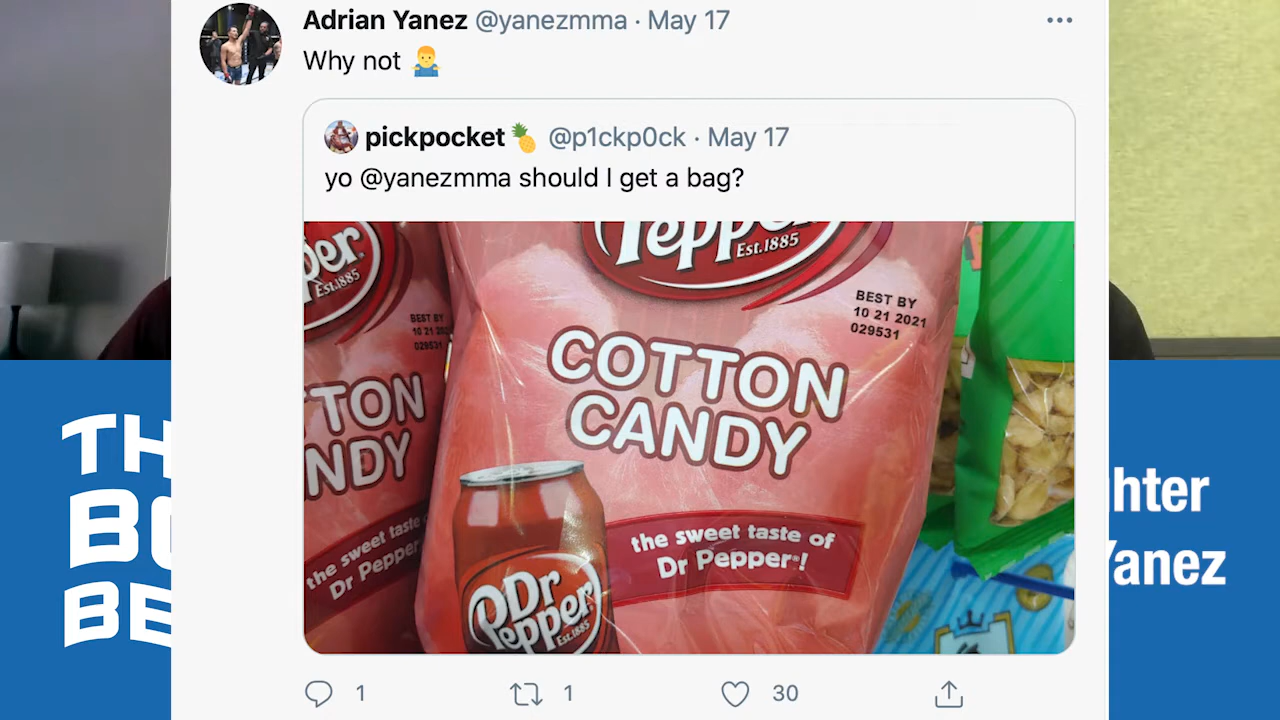 Adrian Yanez @yanezmma · May 17
Why not 🤷‍♂️
pickpocket🍍 @p1ckp0ck · May 17
yo @yanezmma should I get a bag?
per
Est.1885
BEST BY
10 21
029531
TTON
NDY
the sweet taste
Dr Pepper
Pepper
Est.1885
BEST BY
10 21 2021
029531
COTTON
CANDY
the sweet taste of
Dr Pepper®!
Dr
Pepper
Est.1885
1
1
30
TH
BO
BE
hter
Yanez